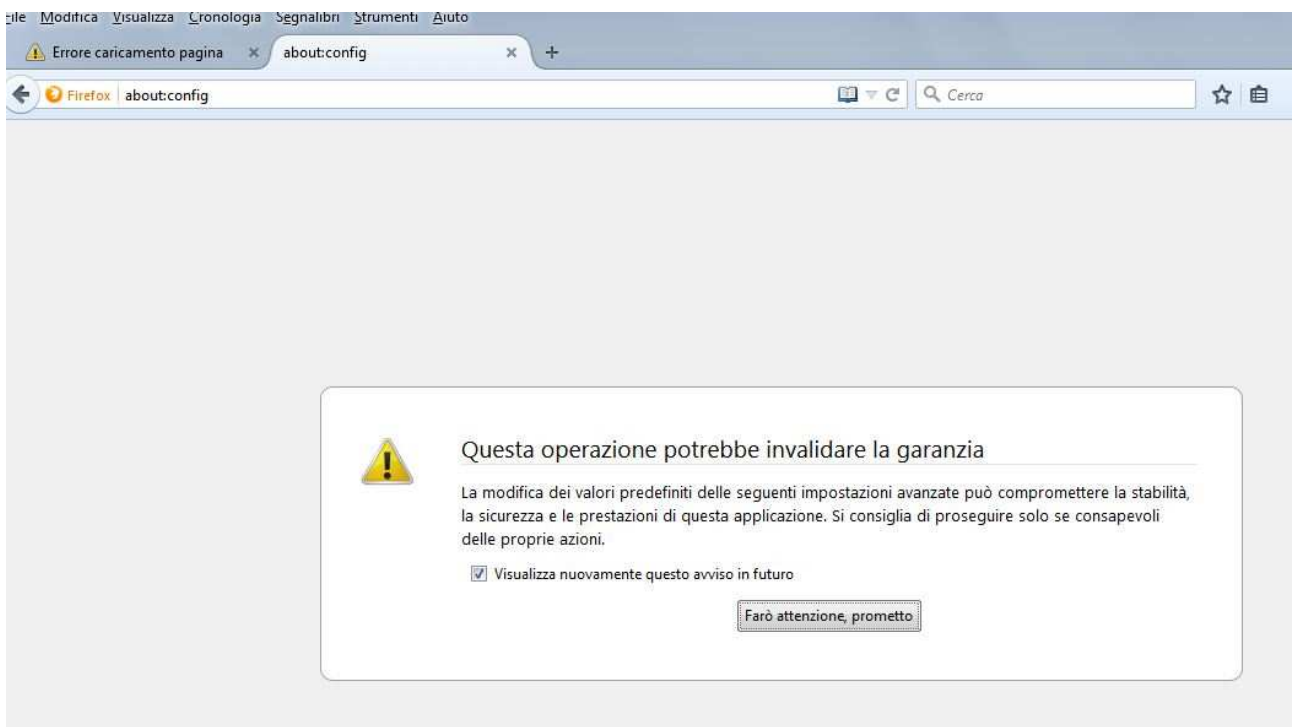 File Modifica Visualizza Cronologia Segnalibri Strumenti Aiuto
Errore caricamento pagina about:config
Firefox about:config Cerca
Questa operazione potrebbe invalidare la garanzia
La modifica dei valori predefiniti delle seguenti impostazioni avanzate può compromettere la stabilità,
la sicurezza e le prestazioni di questa applicazione. Si consiglia di proseguire solo se consapevoli
delle proprie azioni.
Visualizza nuovamente questo avviso in futuro
Farò attenzione, prometto